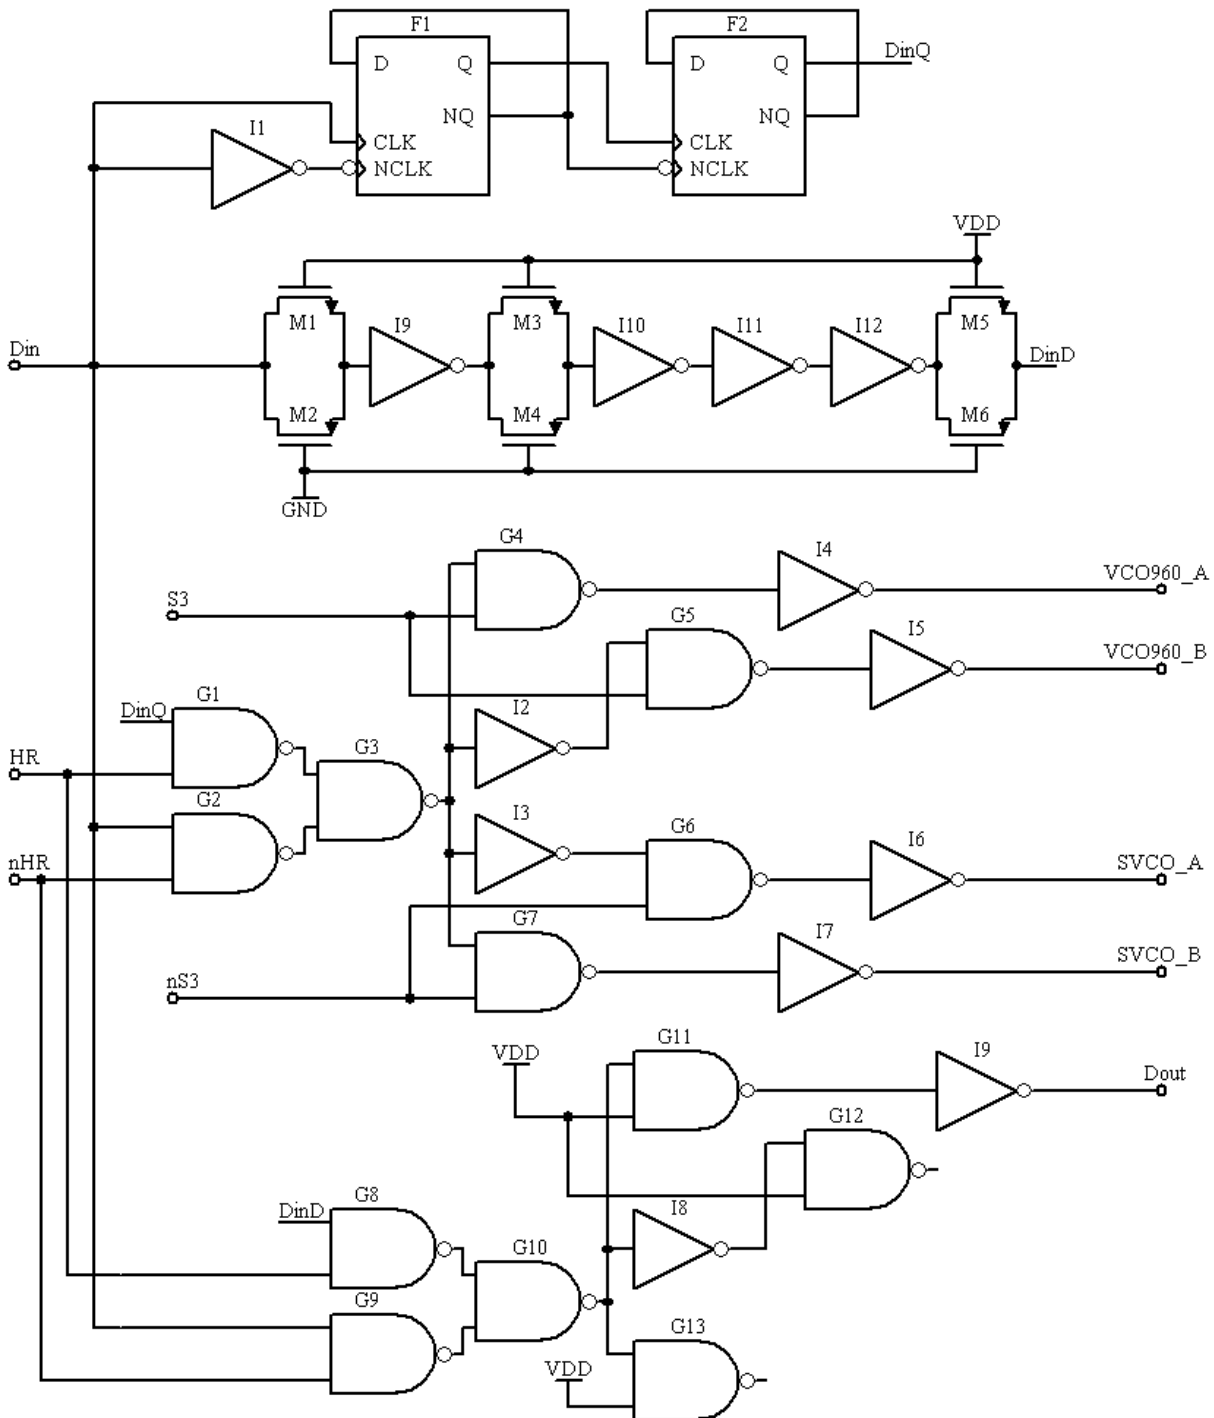 F1
F2
D
Q
D
Q
DinQ
NQ
NQ
I1
CLK
CLK
NCLK
NCLK
VDD
M1
I9
M3
I10
I11
I12
M5
Din
DinD
M2
M4
M6
GND
G4
I4
VCO960_A
S3
G5
I5
VCO960_B
DinQ
G1
I2
HR
G3
G2
I3
G6
I6
SVCO_A
nHR
G7
I7
SVCO_B
nS3
VDD
G11
I9
Dout
G12
DinD
G8
I8
G10
G9
G13
VDD